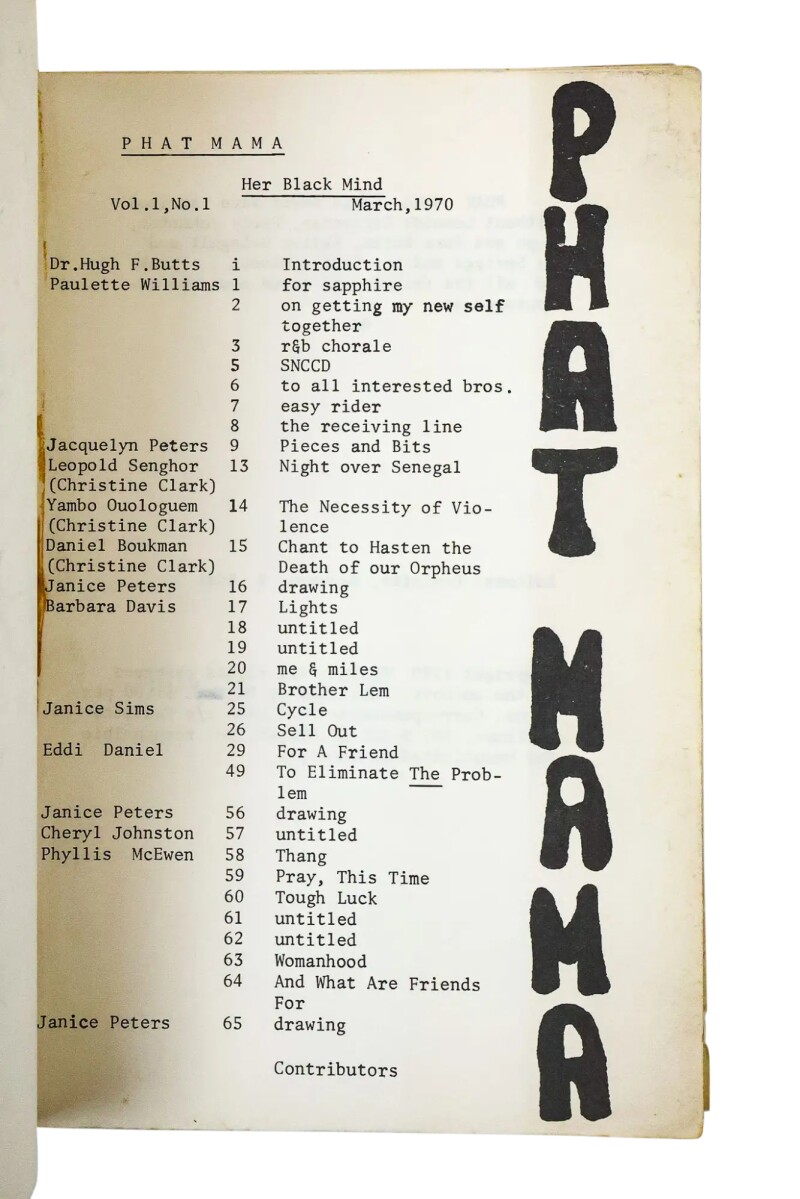 PHAT MAMA
Her Black Mind
Vol.1,No.1 March,1970
Dr.Hugh F.Butts i Introduction
Paulette Williams 1 for sapphire
2 on getting my new self
together
3 r&b chorale
5 SNCCD
6 to all interested bros.
7 easy rider
8 the receiving line
Jacquelyn Peters 9 Pieces and Bits
Leopold Senghor 13 Night over Senegal
(Christine Clark)
Yambo Ouologuem 14 The Necessity of Vio-
(Christine Clark) lence
Daniel Boukman 15 Chant to Hasten the
(Christine Clark) Death of our Orpheus
Janice Peters 16 drawing
Barbara Davis 17 Lights
18 untitled
19 untitled
20 me & miles
21 Brother Lem
Janice Sims 25 Cycle
26 Sell Out
Eddi Daniel 29 For A Friend
49 To Eliminate The Prob-
lem
Janice Peters 56 drawing
Cheryl Johnston 57 untitled
Phyllis McEwen 58 Thang
59 Pray, This Time
60 Tough Luck
61 untitled
62 untitled
63 Womanhood
64 And What Are Friends
For
Janice Peters 65 drawing
Contributors
PHAT MAMA